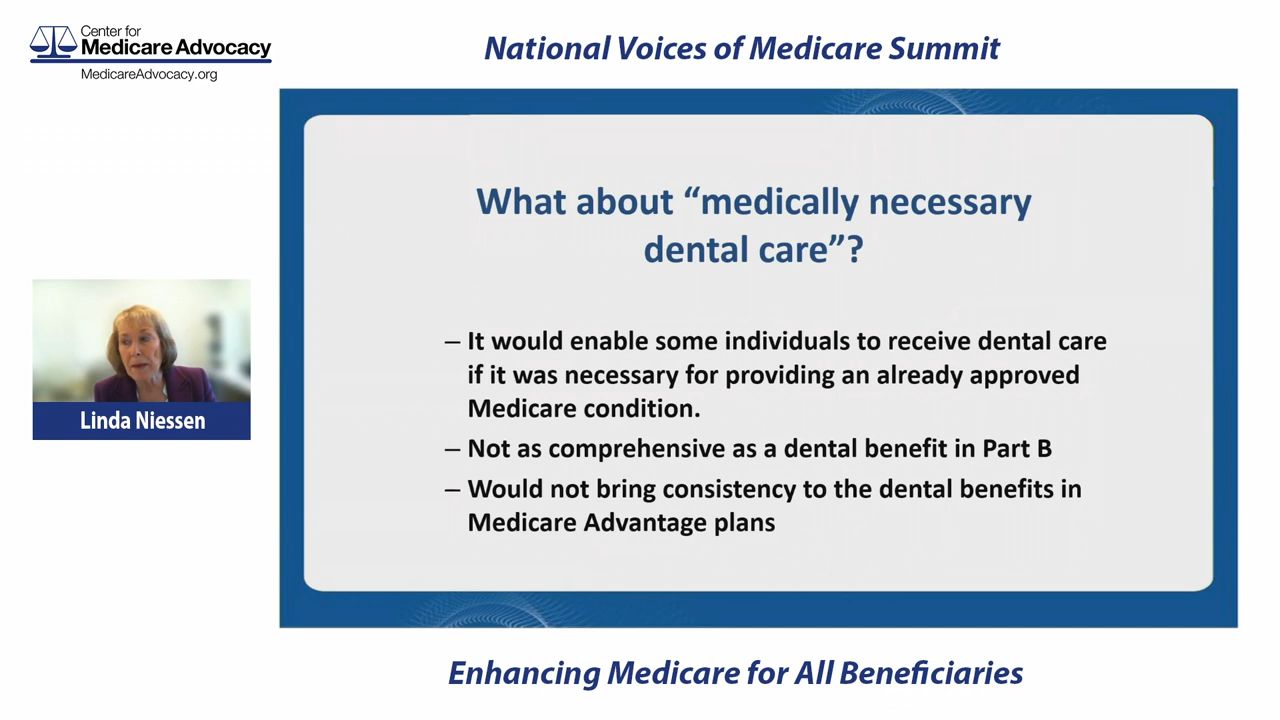 Center for
Medicare Advocacy
MedicareAdvocacy.org
National Voices of Medicare Summit
What about “medically necessary
dental care”?
– It would enable some individuals to receive dental care
if it was necessary for providing an already approved
Medicare condition.
– Not as comprehensive as a dental benefit in Part B
– Would not bring consistency to the dental benefits in
Medicare Advantage plans
Linda Niessen
Enhancing Medicare for All Beneficiaries